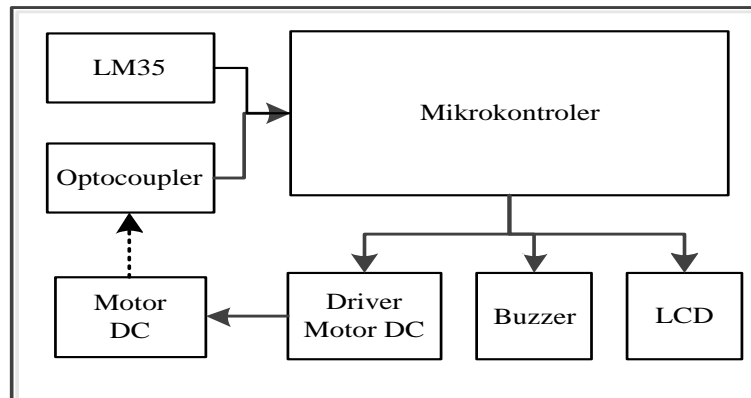 LM35
Mikrokontroler
Optocoupler
Motor
DC
Driver
Motor DC
Buzzer
LCD